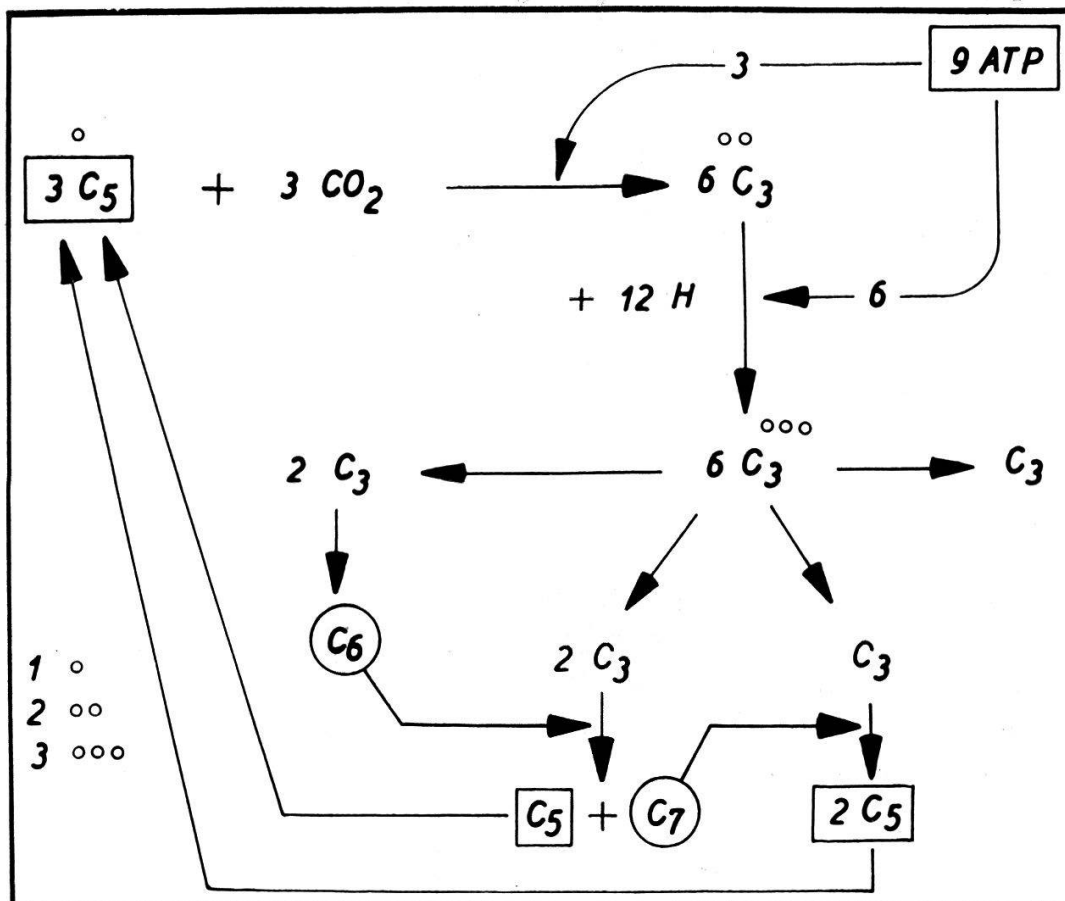 3 9 ATP
° °°
3 C₅ + 3 CO₂ 6 C₃
+ 12 H 6
°°°
2 C₃ 6 C₃ C₃
C₆ 2 C₃ C₃
1 °
2 °°
3 °°°
C₅ + C₇ 2 C₅